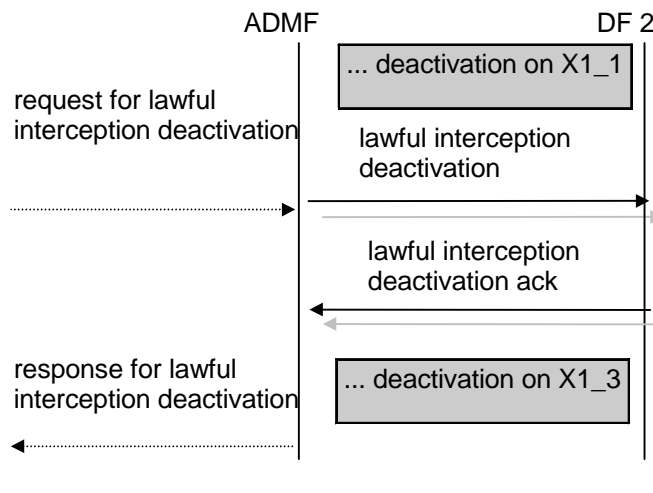 ADMF
DF 2
... deactivation on X1_1
request for lawful
interception deactivation
lawful interception
deactivation
lawful interception
deactivation ack
response for lawful
interception deactivation
... deactivation on X1_3